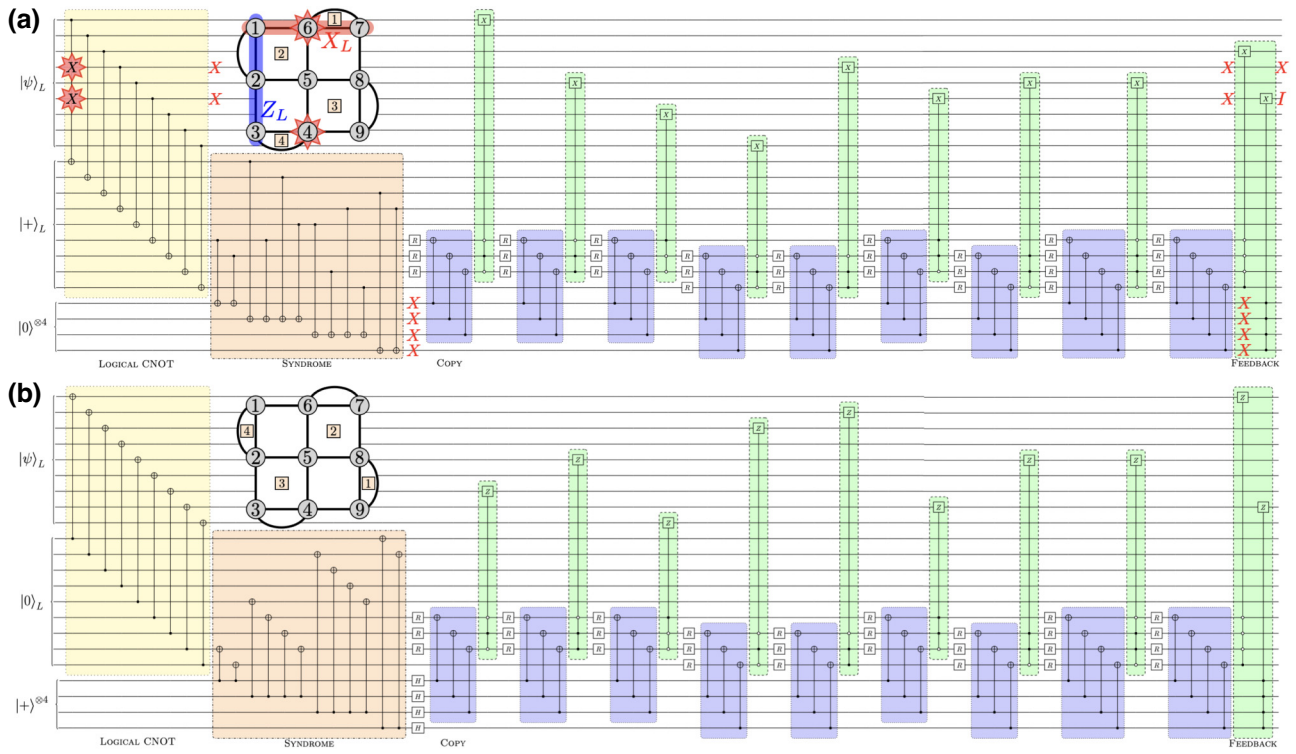 (a)
1
1 6 7
X_L
2
X X
2 5 8
|ψ⟩_L
X X
Z_L
3
3 4 9
4
|+⟩_L
|0⟩^⊗4
X X X X X X X X X
X X X X
X I
R R R R R R R R R R
R R R R R R R R R R
R R R R R R R R R R
X X
X X
X X
X X
LOGICAL CNOT SYNDROME COPY FEEDBACK
(b)
1 6 7
4 2
|ψ⟩_L
2 5 8
3 1
3 4 9
|0⟩_L
|+⟩^⊗4
Z Z Z Z Z Z Z Z Z Z Z
R R R R R R R R R R
R R R R R R R R R R
R R R R R R R R R R
H
H
H
H
LOGICAL CNOT SYNDROME COPY FEEDBACK